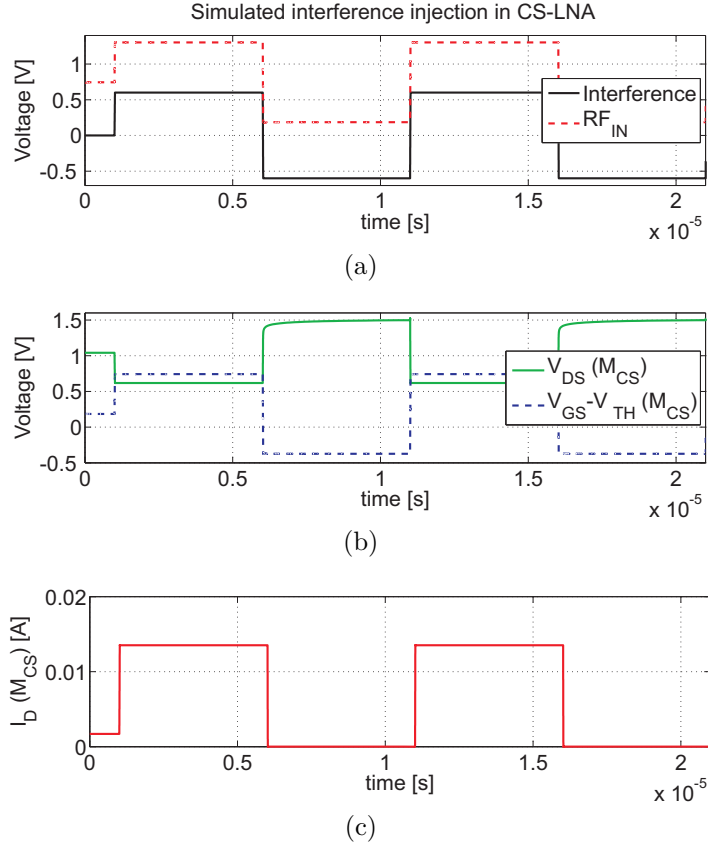 Simulated interference injection in CS-LNA
Voltage [V]
1
0.5
0
-0.5
Interference
RF_IN
0 0.5 1 1.5 2
time [s]
x 10^-5
(a)
Voltage [V]
1.5
1
0.5
0
-0.5
V_DS (M_CS)
V_GS-V_TH (M_CS)
0 0.5 1 1.5 2
time [s]
x 10^-5
(b)
I_D (M_CS) [A]
0.02
0.01
0
0 0.5 1 1.5 2
time [s]
x 10^-5
(c)